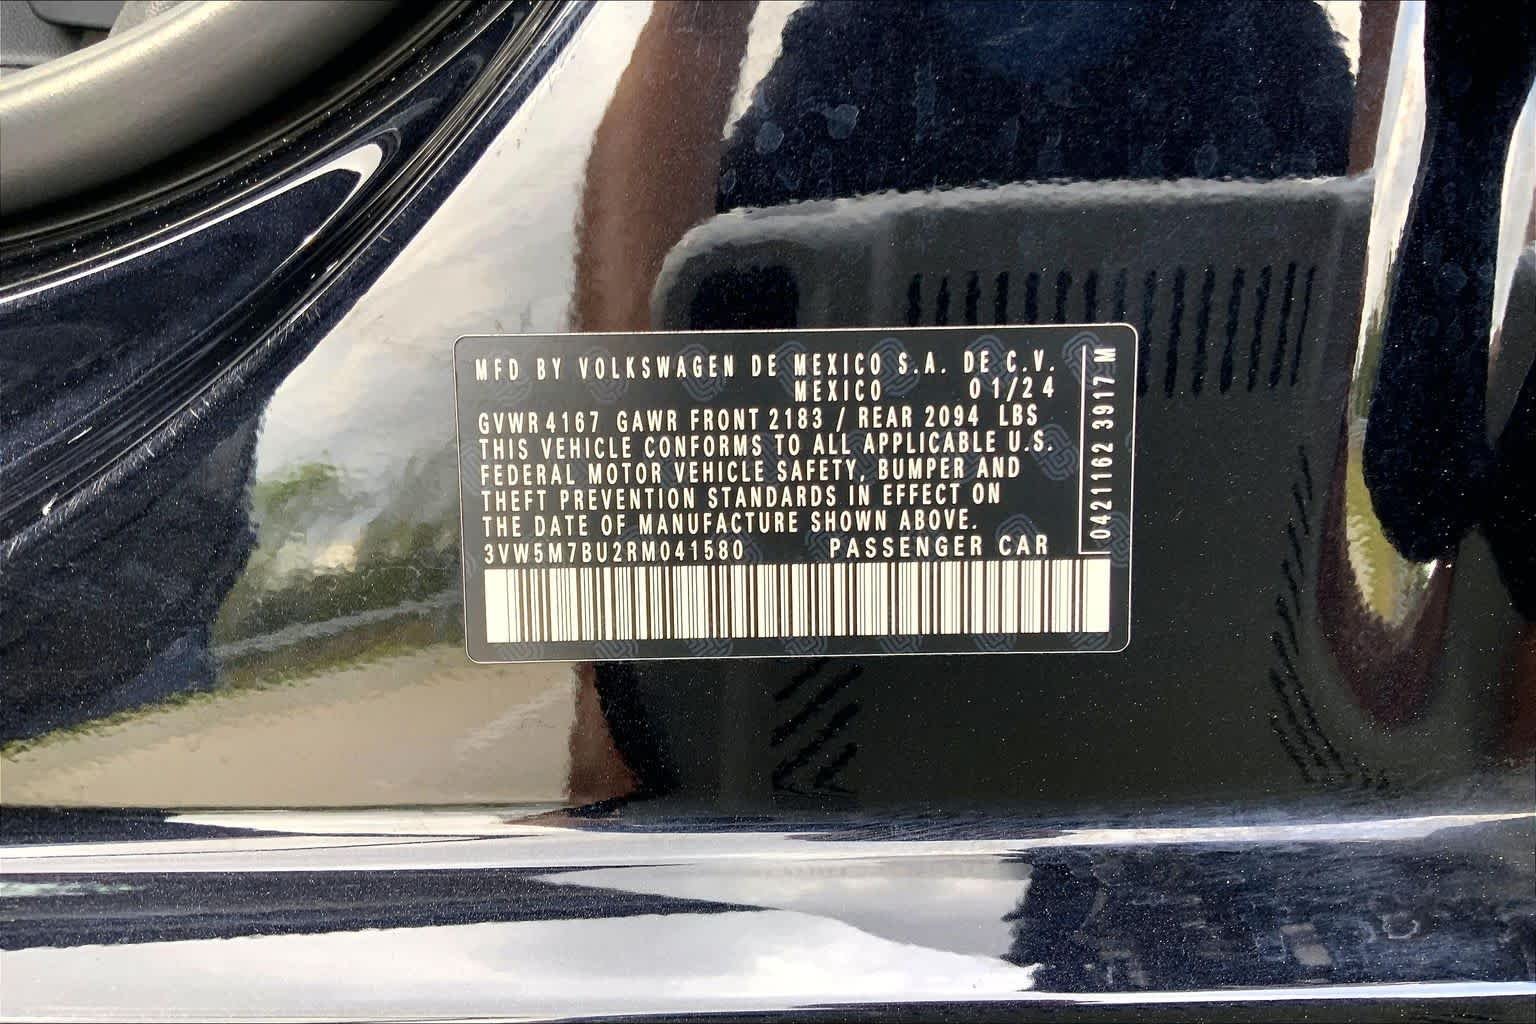 MFD BY VOLKSWAGEN DE MEXICO S.A. DE C.V.
MEXICO 01/24
GVWR 4167 GAWR FRONT 2183 / REAR 2094 LBS
THIS VEHICLE CONFORMS TO ALL APPLICABLE U.S.
FEDERAL MOTOR VEHICLE SAFETY, BUMPER AND
THEFT PREVENTION STANDARDS IN EFFECT ON
THE DATE OF MANUFACTURE SHOWN ABOVE.
3VW5M7BU2RM041580 PASSENGER CAR
0421162 3917 M